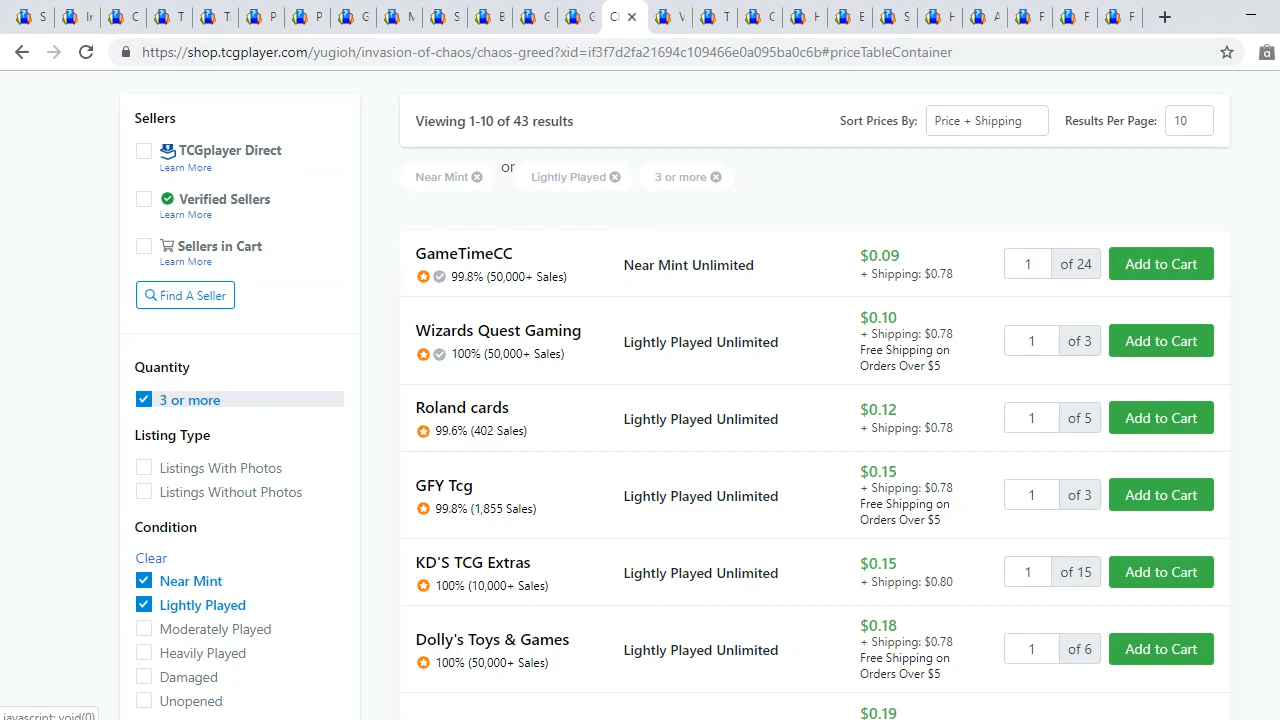 S
Ir
C
T
T
P
P
G
M
S
B
C
C
Cl
V
T
C
H
E
S
H
A
F
F
F
https://shop.tcgplayer.com/yugioh/invasion-of-chaos/chaos-greed?xid=if3f7d2fa21694c109466e0a095ba0c6b#priceTableContainer
Sellers
TCGplayer Direct
Learn More
Verified Sellers
Learn More
Sellers in Cart
Learn More
Find A Seller
Quantity
3 or more
Listing Type
Listings With Photos
Listings Without Photos
Condition
Clear
Near Mint
Lightly Played
Moderately Played
Heavily Played
Damaged
Unopened
javascript: void(0)
Viewing 1-10 of 43 results
Sort Prices By: Price + Shipping Results Per Page: 10
Near Mint or Lightly Played 3 or more
GameTimeCC
99.8% (50,000+ Sales)
Near Mint Unlimited
$0.09
+ Shipping: $0.78
1 of 24 Add to Cart
Wizards Quest Gaming
100% (50,000+ Sales)
Lightly Played Unlimited
$0.10
+ Shipping: $0.78
Free Shipping on
Orders Over $5
1 of 3 Add to Cart
Roland cards
99.6% (402 Sales)
Lightly Played Unlimited
$0.12
+ Shipping: $0.78
1 of 5 Add to Cart
GFY Tcg
99.8% (1,855 Sales)
Lightly Played Unlimited
$0.15
+ Shipping: $0.78
Free Shipping on
Orders Over $5
1 of 3 Add to Cart
KD'S TCG Extras
100% (10,000+ Sales)
Lightly Played Unlimited
$0.15
+ Shipping: $0.80
1 of 15 Add to Cart
Dolly's Toys & Games
100% (50,000+ Sales)
Lightly Played Unlimited
$0.18
+ Shipping: $0.78
Free Shipping on
Orders Over $5
1 of 6 Add to Cart
$0.19